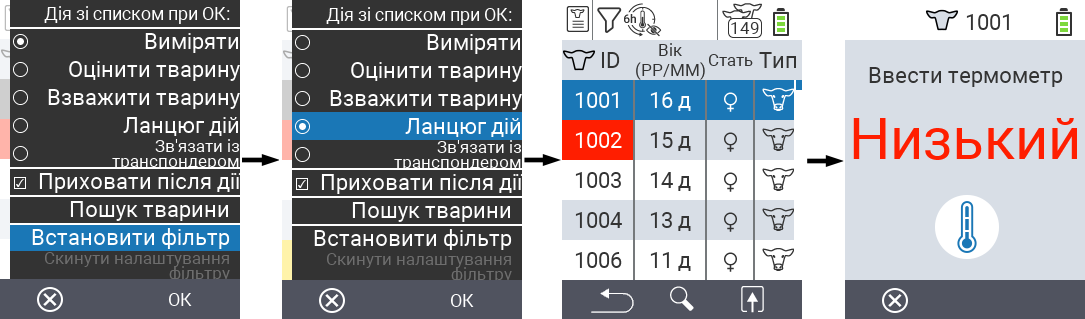 Дія зі списком при ОК:
Виміряти
Оцінити тварину
Взважити тварину
Ланцюг дій
Зв'язати із
транспондером
Приховати після дії
Пошук тварини
Встановити фільтр
Скинути налаштування
фільтру
OK
Дія зі списком при ОК:
Виміряти
Оцінити тварину
Взважити тварину
Ланцюг дій
Зв'язати із
транспондером
Приховати після дії
Пошук тварини
Встановити фільтр
Скинути налаштування
фільтру
OK
6h 149
ID Вік (РР/ММ) Стать Тип
1001 16 д ♀
1002 15 д ♀
1003 14 д ♀
1004 13 д ♀
1006 11 д ♀
1001
Ввести термометр
Низький